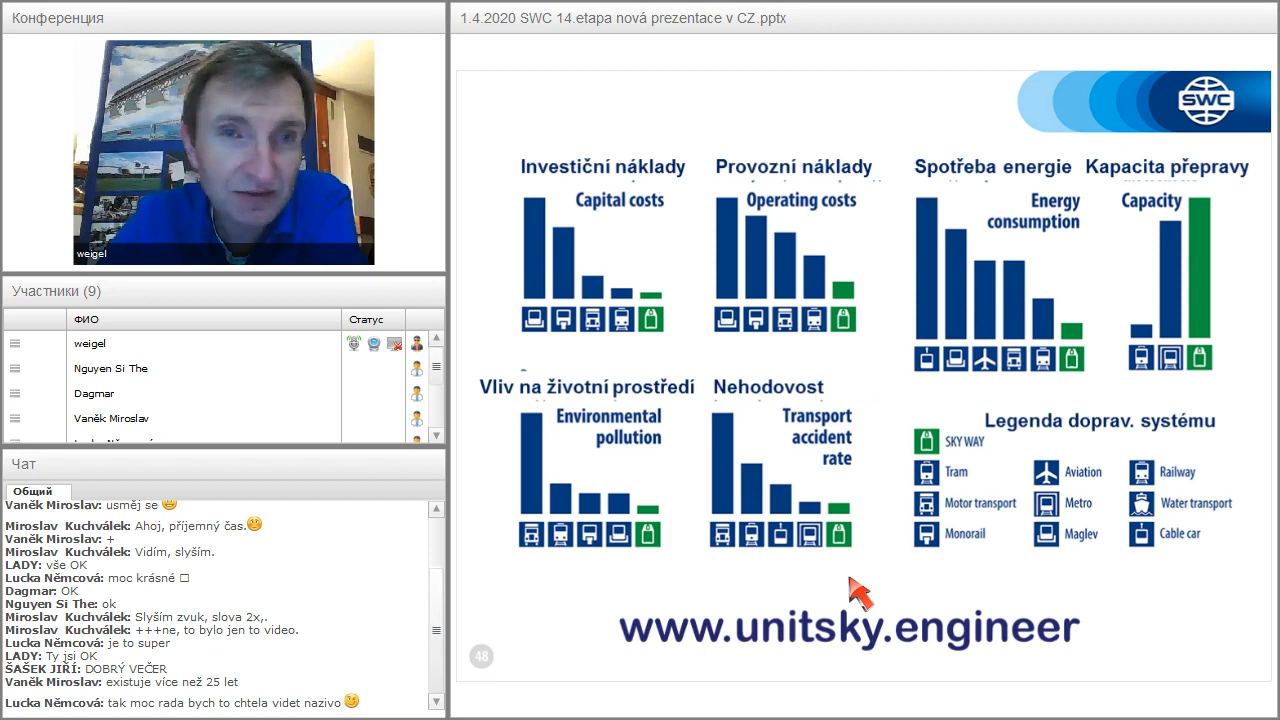 Конференция
weigel
Участники (9)
ФИО
Статус
weigel
Nguyen Si The
Dagmar
Vaněk Miroslav
Чат
Общий
Vaněk Miroslav: usměj se
Miroslav Kuchválek: Ahoj, příjemný čas.
Vaněk Miroslav: +
Miroslav Kuchválek: Vidím, slyším.
LADY: vše OK
Lucka Němcová: moc krásné
Dagmar: OK
Nguyen Si The: ok
Miroslav Kuchválek: Slyším zvuk, slova 2x,.
Miroslav Kuchválek: +++ne, to bylo jen to video.
Lucka Němcová: je to super
LADY: Ty jsi OK
ŠAŠEK JIŘÍ: DOBRÝ VEČER
Vaněk Miroslav: existuje více než 25 let
Lucka Němcová: tak moc rada bych to chtela videt nazivo
1.4.2020 SWC 14.etapa nová prezentace v CZ.pptx
SWC
Investiční náklady
Capital costs
Provozní náklady
Operating costs
Spotřeba energie
Energy
consumption
Kapacita přepravy
Capacity
Vliv na životní prostředí
Environmental
pollution
Nehodovost
Transport
accident
rate
Legenda doprav. systému
SKY WAY
Tram
Aviation
Railway
Motor transport
Metro
Water transport
Monorail
Maglev
Cable car
www.unitsky.engineer
48